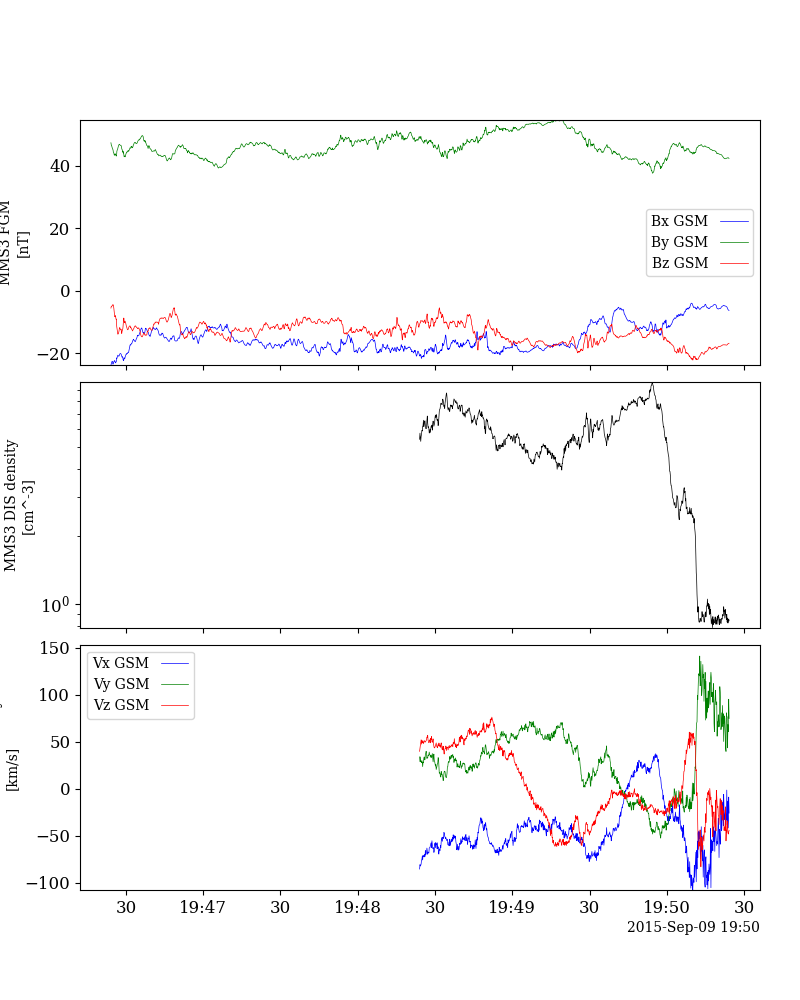 40
20
0
−20
MMS3 FGM
[nT]
Bx GSM
By GSM
Bz GSM
10^0
MMS3 DIS density
[cm^-3]
150
100
50
0
−50
−100
[km/s]
Vx GSM
Vy GSM
Vz GSM
30 19:47 30 19:48 30 19:49 30 19:50 30
2015-Sep-09 19:50